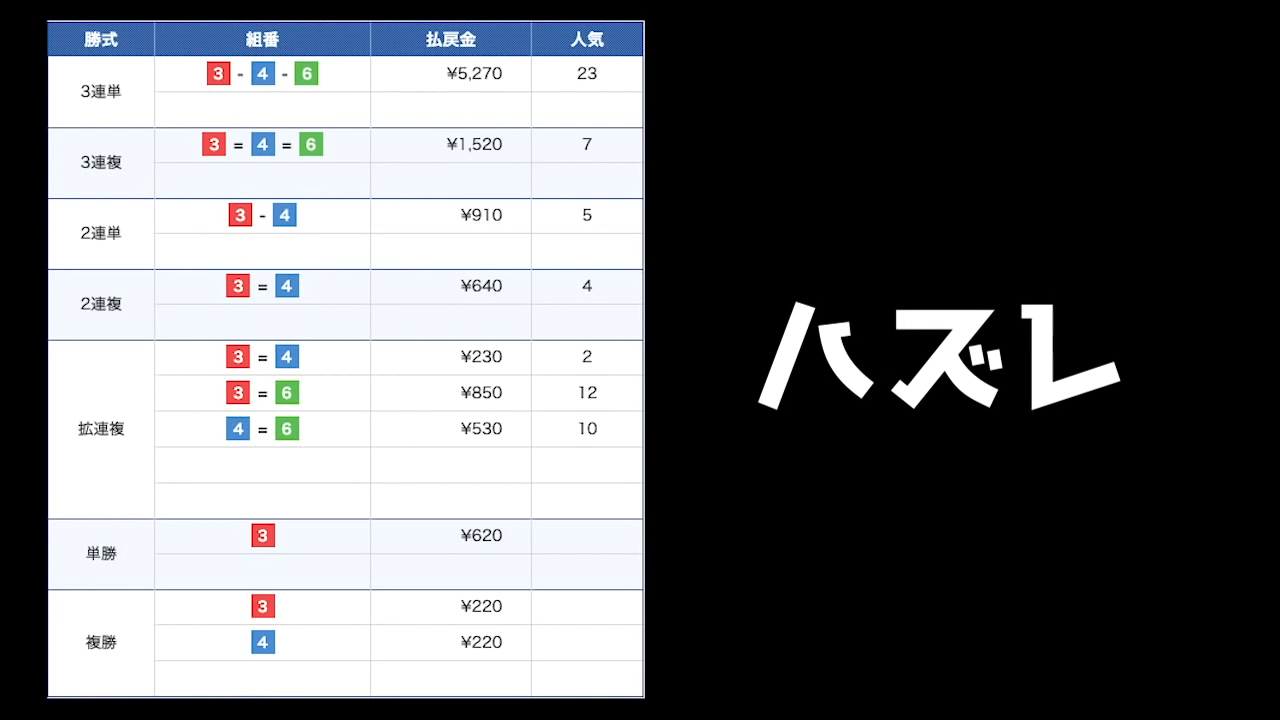 勝式 組番 払戻金 人気
3連単 3 - 4 - 6 ¥5,270 23
3連複 3 = 4 = 6 ¥1,520 7
2連単 3 - 4 ¥910 5
2連複 3 = 4 ¥640 4
拡連複 3 = 4 ¥230 2
3 = 6 ¥850 12
4 = 6 ¥530 10
単勝 3 ¥620
複勝 3 ¥220
4 ¥220
ハズレ